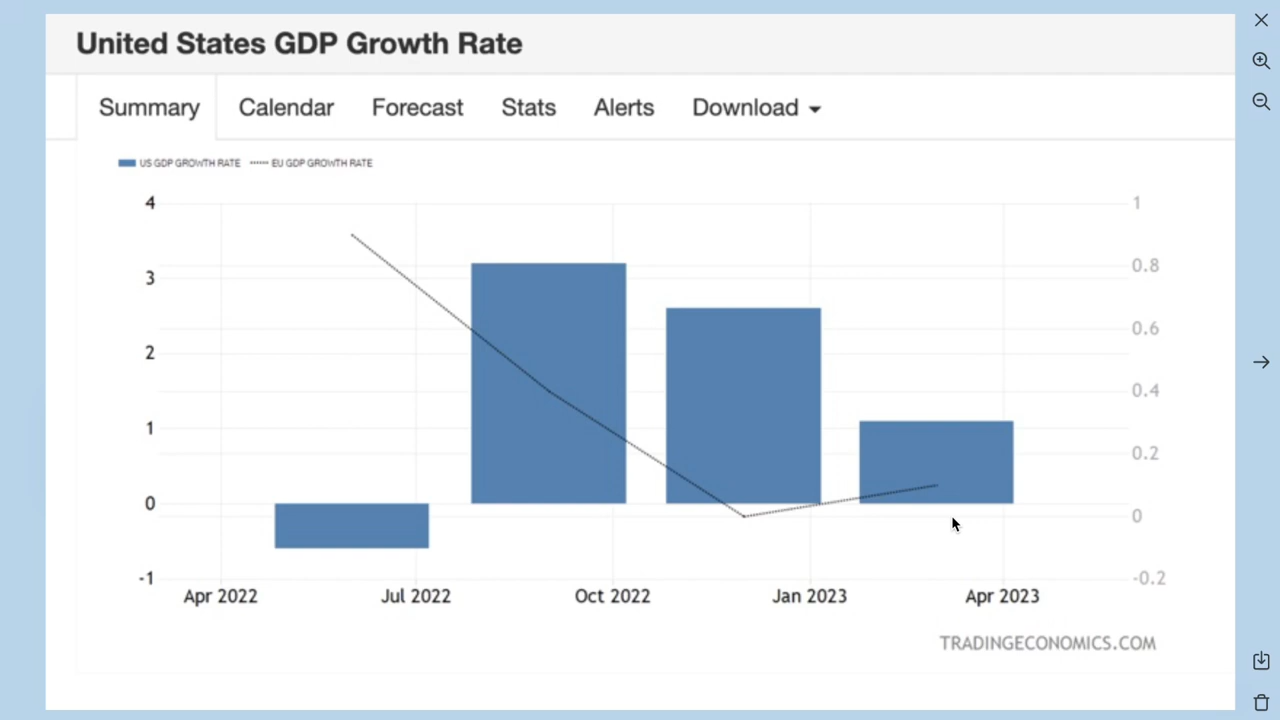 United States GDP Growth Rate
Summary Calendar Forecast Stats Alerts Download
US GDP GROWTH RATE EU GDP GROWTH RATE
4 1
0.8
3
0.6
2
0.4
1
0.2
0
0
-1 -0.2
Apr 2022 Jul 2022 Oct 2022 Jan 2023 Apr 2023
TRADINGECONOMICS.COM